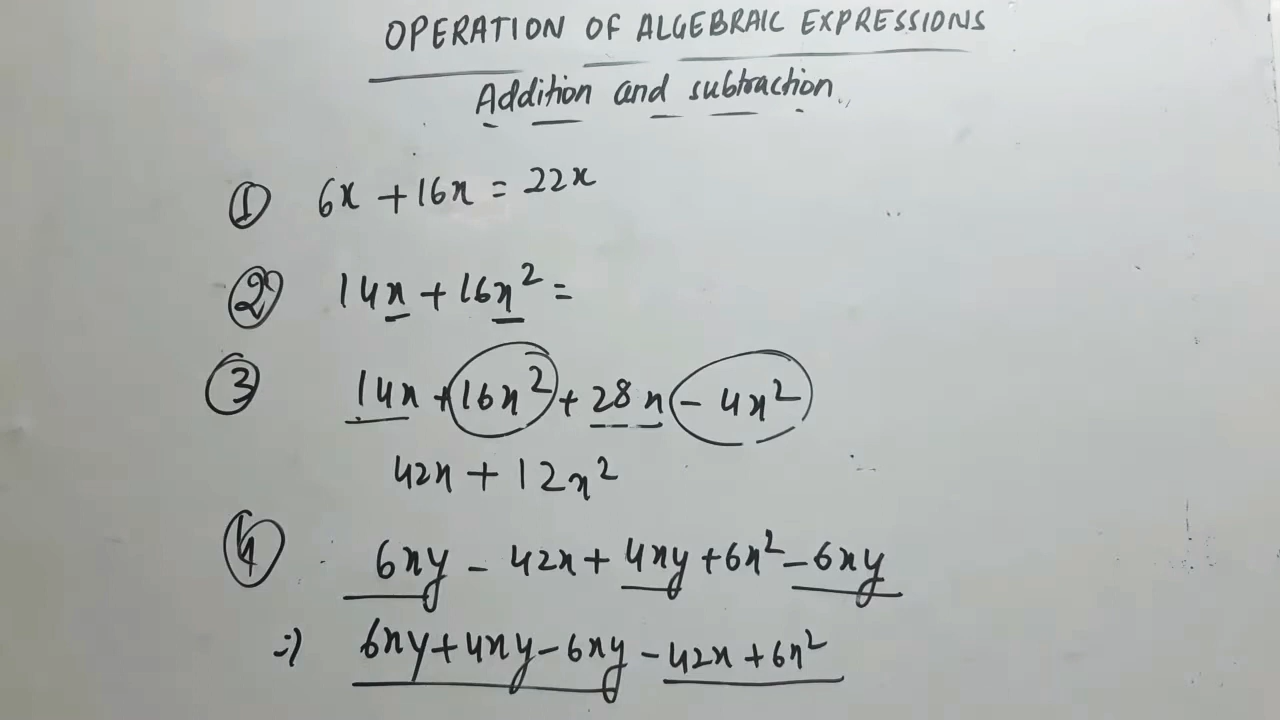 OPERATION OF ALGEBRAIC EXPRESSIONS
Addition and subtraction
① 6x + 16x = 22x
② 14x + 16x² =
③ 14x + 16x² + 28x - 4x²
42x + 12x²
④ 6xy - 42x + 4xy + 6x² - 6xy
=) 6xy + 4xy - 6xy - 42x + 6x²